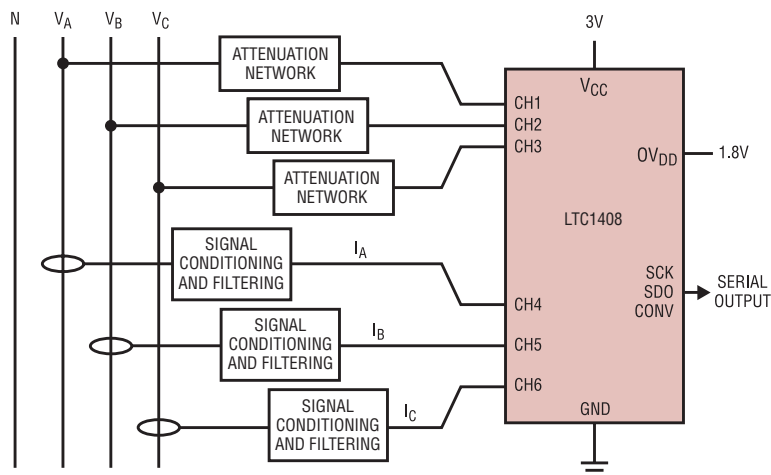 N
VA
VB
VC
3V
ATTENUATION
NETWORK
VCC
CH1
ATTENUATION
NETWORK
CH2
CH3
OVDD
1.8V
ATTENUATION
NETWORK
LTC1408
SIGNAL
CONDITIONING
AND FILTERING
IA
SCK
SDO
CONV
SERIAL
OUTPUT
CH4
SIGNAL
CONDITIONING
AND FILTERING
IB
CH5
SIGNAL
CONDITIONING
AND FILTERING
IC
CH6
GND